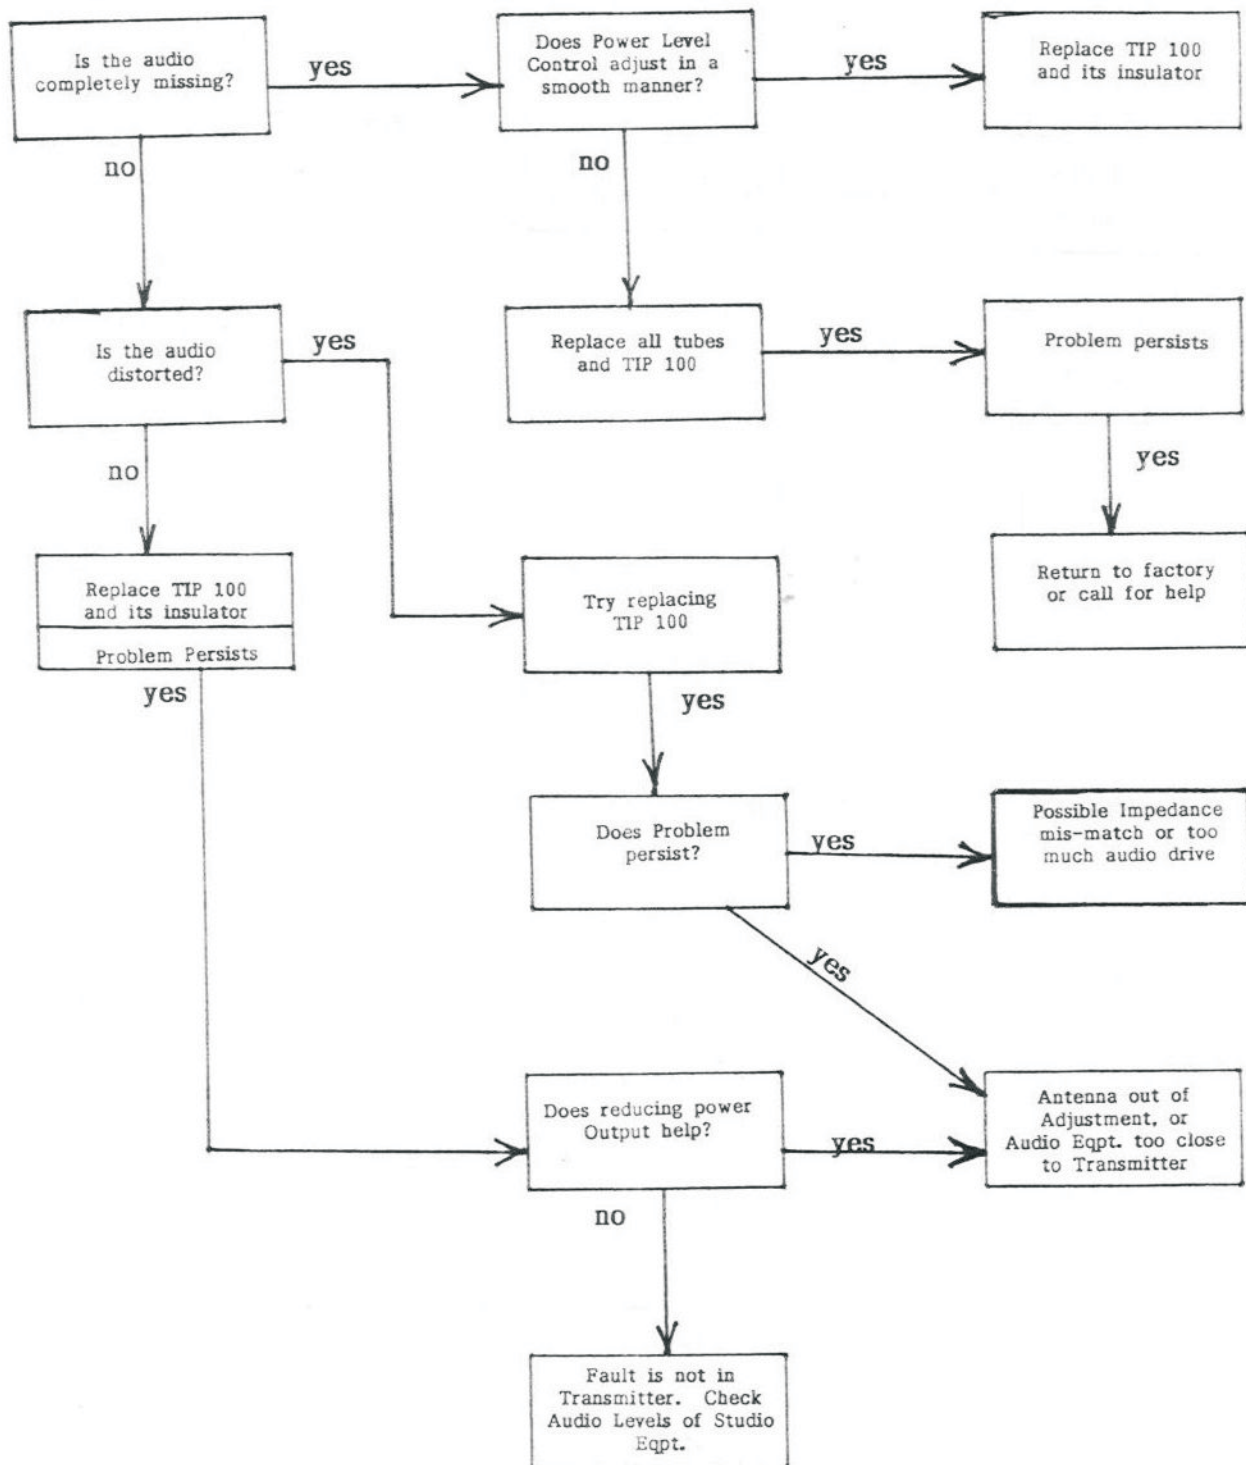 Is the audio
completely missing?
yes
Does Power Level
Control adjust in a
smooth manner?
yes
Replace TIP 100
and its insulator
no
no
Is the audio
distorted?
yes
Replace all tubes
and TIP 100
yes
Problem persists
no
yes
Replace TIP 100
and its insulator
Problem Persists
Try replacing
TIP 100
Return to factory
or call for help
yes
yes
Does Problem
persist?
yes
Possible Impedance
mis-match or too
much audio drive
yes
Does reducing power
Output help?
yes
Antenna out of
Adjustment, or
Audio Eqpt. too close
to Transmitter
no
Fault is not in
Transmitter. Check
Audio Levels of Studio
Eqpt.